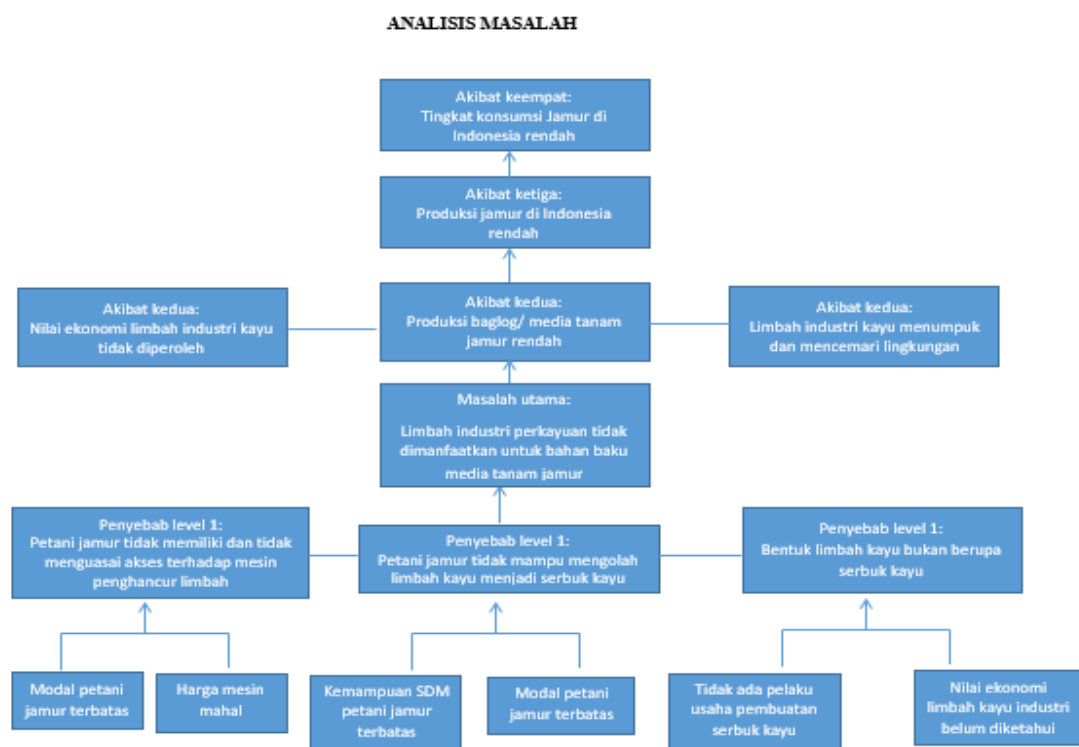 ANALISIS MASALAH
Akibat keempat:
Tingkat konsumsi Jamur di
Indonesia rendah
Akibat ketiga:
Produksi jamur di Indonesia
rendah
Akibat kedua:
Nilai ekonomi limbah industri kayu
tidak diperoleh
Akibat kedua:
Produksi baglog/ media tanam
jamur rendah
Akibat kedua:
Limbah industri kayu menumpuk
dan mencemari lingkungan
Masalah utama:
Limbah industri perkayuan tidak
dimanfaatkan untuk bahan baku
media tanam jamur
Penyebab level 1:
Petani jamur tidak memiliki dan tidak
menguasai akses terhadap mesin
penghancur limbah
Penyebab level 1:
Petani jamur tidak mampu mengolah
limbah kayu menjadi serbuk kayu
Penyebab level 1:
Bentuk limbah kayu bukan berupa
serbuk kayu
Modal petani
jamur terbatas
Harga mesin
mahal
Kemampuan SDM
petani jamur
terbatas
Modal petani
jamur terbatas
Tidak ada pelaku
usaha pembuatan
serbuk kayu
Nilai ekonomi
limbah kayu industri
belum diketahui